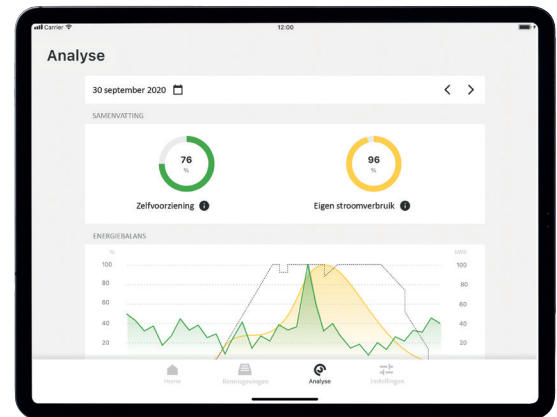 Carrier 12:00
Analyse
30 september 2020
SAMENVATTING
76 96
% %
Zelfvoorziening Eigen stroomverbruik
ENERGIEBALANS
% kWh
100 100
80 80
60 60
40 40
20 20
Home Kennisgevingen Analyse Instellingen